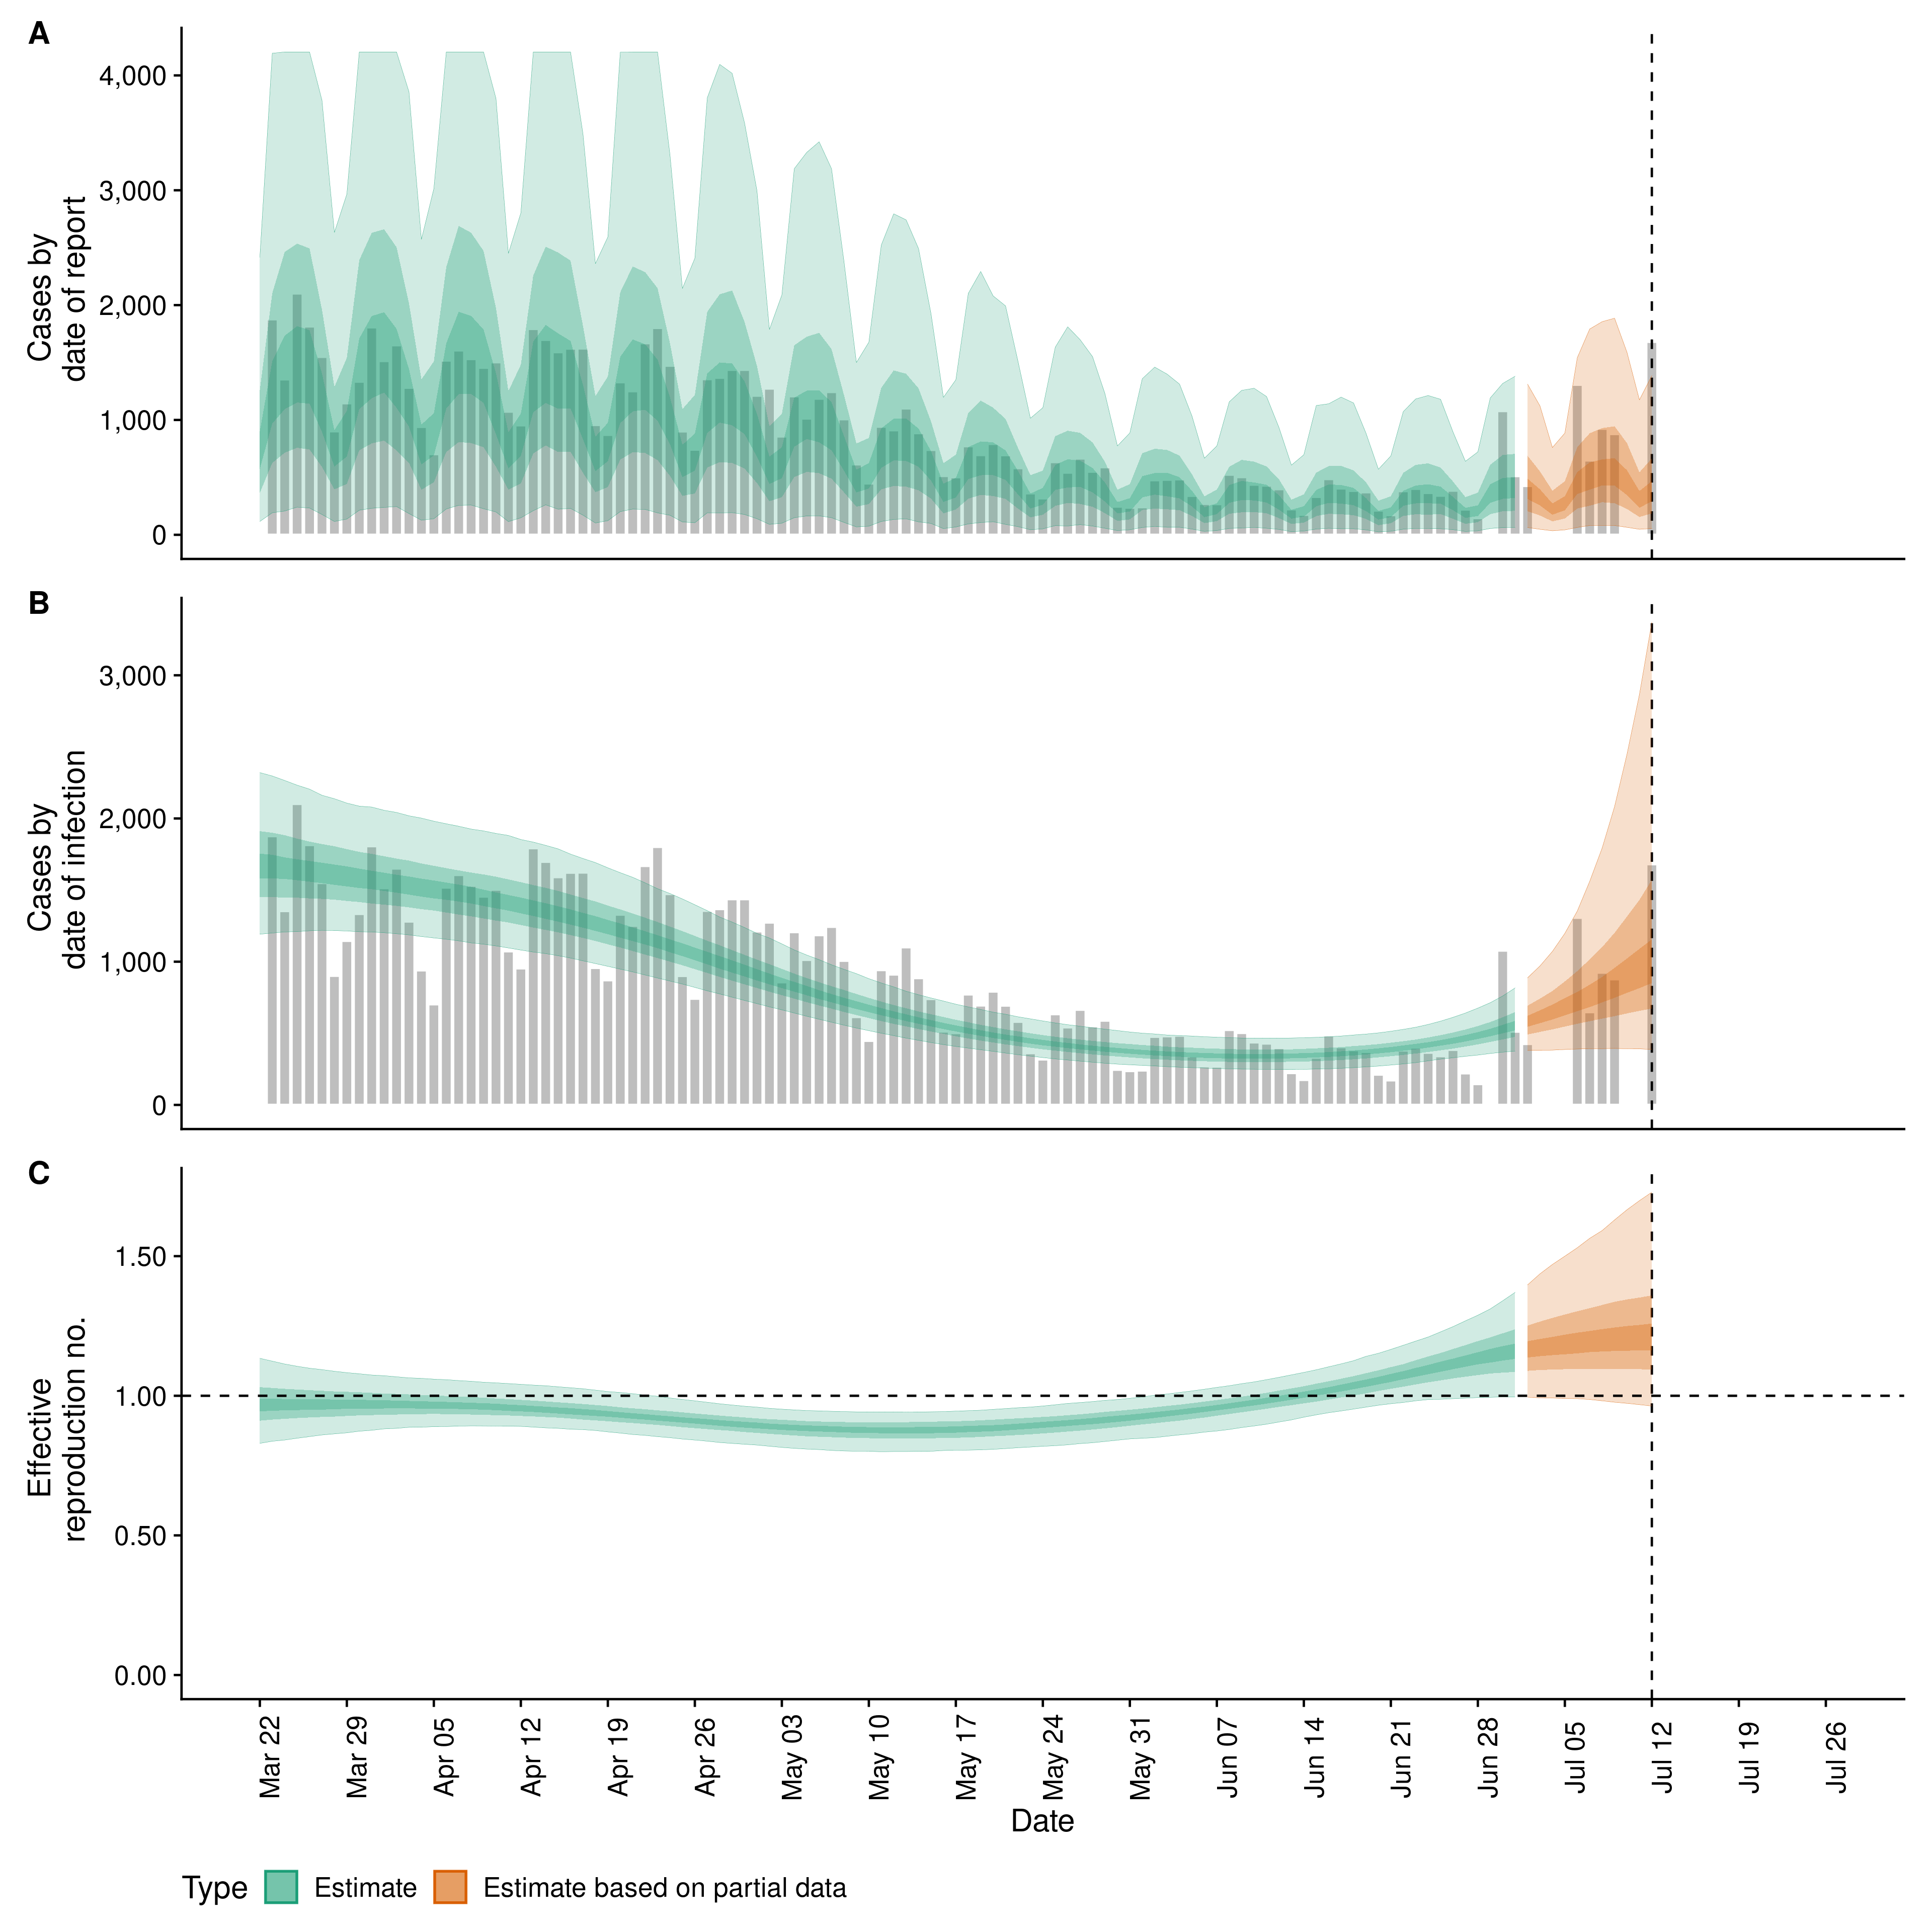 A
Cases by
date of report
4,000
3,000
2,000
1,000
0
B
Cases by
date of infection
3,000
2,000
1,000
0
C
Effective
reproduction no.
1.50
1.00
0.50
0.00
Mar 22
Mar 29
Apr 05
Apr 12
Apr 19
Apr 26
May 03
May 10
May 17
May 24
May 31
Jun 07
Jun 14
Jun 21
Jun 28
Jul 05
Jul 12
Jul 19
Jul 26
Date
Type Estimate Estimate based on partial data